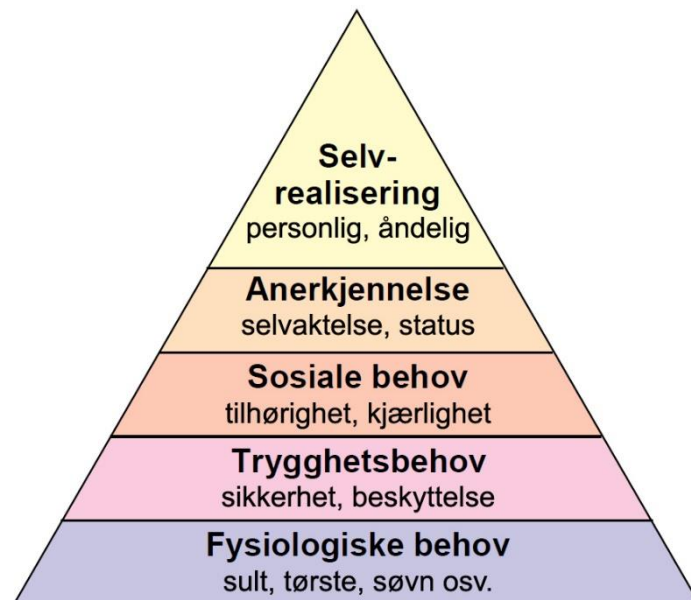 Selv-
realisering
personlig, åndelig
Anerkjennelse
selvaktelse, status
Sosiale behov
tilhørighet, kjærlighet
Trygghetsbehov
sikkerhet, beskyttelse
Fysiologiske behov
sult, tørste, søvn osv.